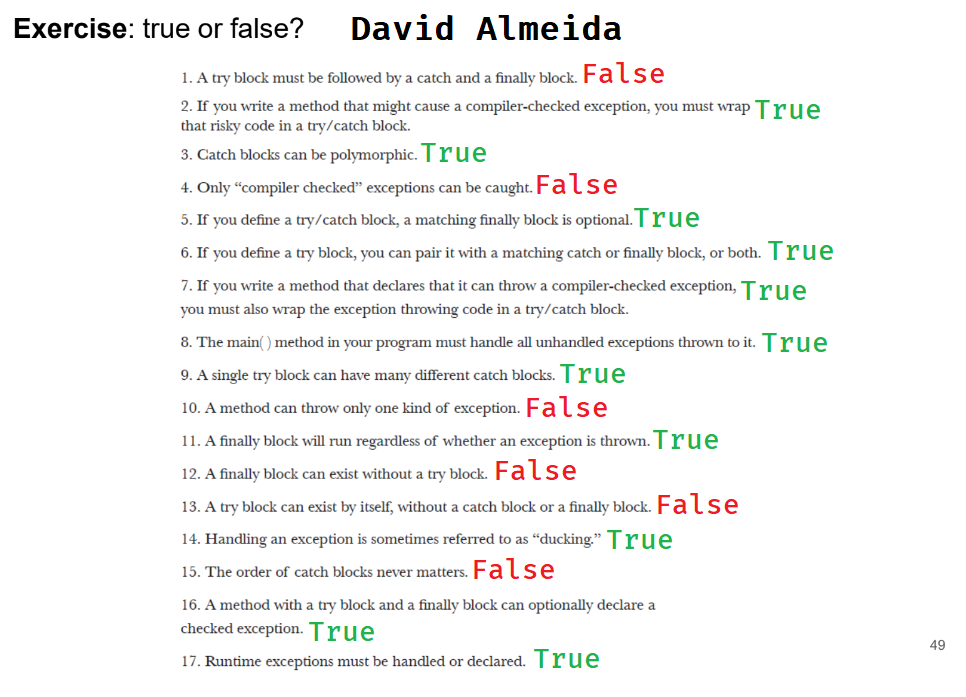 Exercise: true or false? David Almeida
1. A try block must be followed by a catch and a finally block. False
2. If you write a method that might cause a compiler-checked exception, you must wrap True
that risky code in a try/catch block.
3. Catch blocks can be polymorphic. True
4. Only “compiler checked” exceptions can be caught. False
5. If you define a try/catch block, a matching finally block is optional. True
6. If you define a try block, you can pair it with a matching catch or finally block, or both. True
7. If you write a method that declares that it can throw a compiler-checked exception, True
you must also wrap the exception throwing code in a try/catch block.
8. The main( ) method in your program must handle all unhandled exceptions thrown to it. True
9. A single try block can have many different catch blocks. True
10. A method can throw only one kind of exception. False
11. A finally block will run regardless of whether an exception is thrown. True
12. A finally block can exist without a try block. False
13. A try block can exist by itself, without a catch block or a finally block. False
14. Handling an exception is sometimes referred to as “ducking.” True
15. The order of catch blocks never matters. False
16. A method with a try block and a finally block can optionally declare a
checked exception. True
49
17. Runtime exceptions must be handled or declared. True